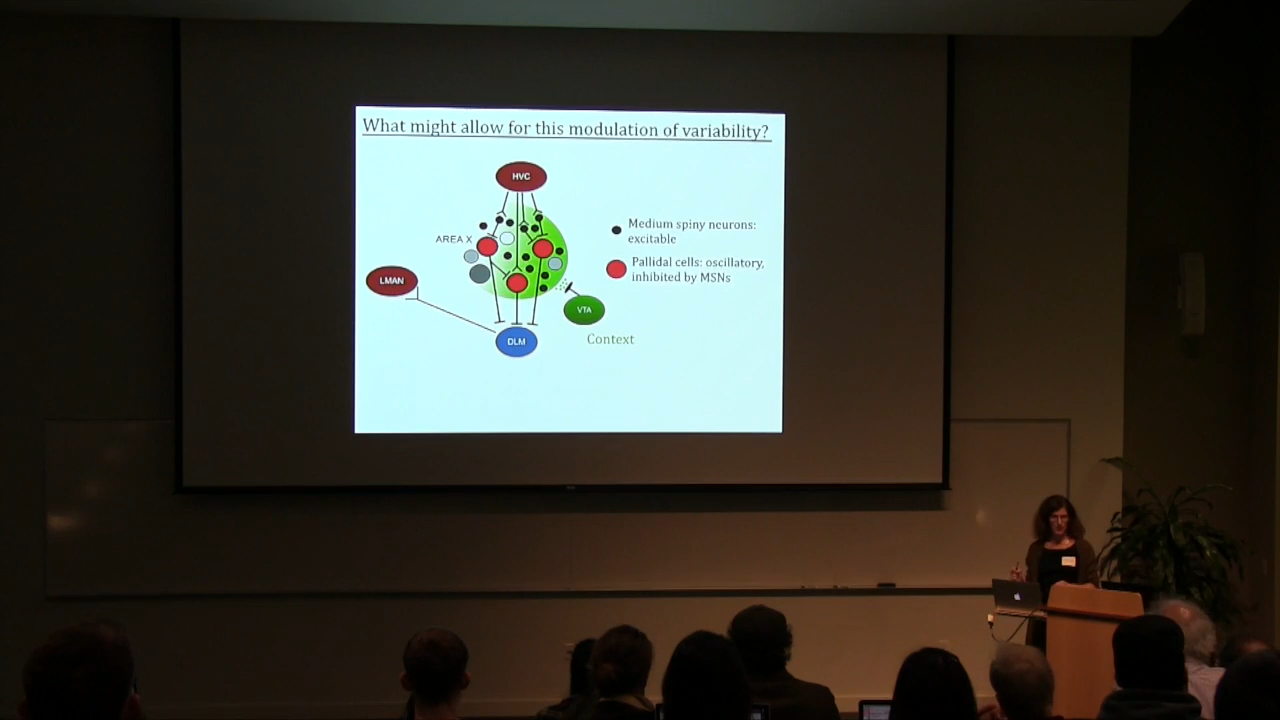 What might allow for this modulation of variability?
HVC
AREA X
Medium spiny neurons:
excitable
Pallidal cells: oscillatory,
inhibited by MSNs
LMAN
VTA
DLM
Context